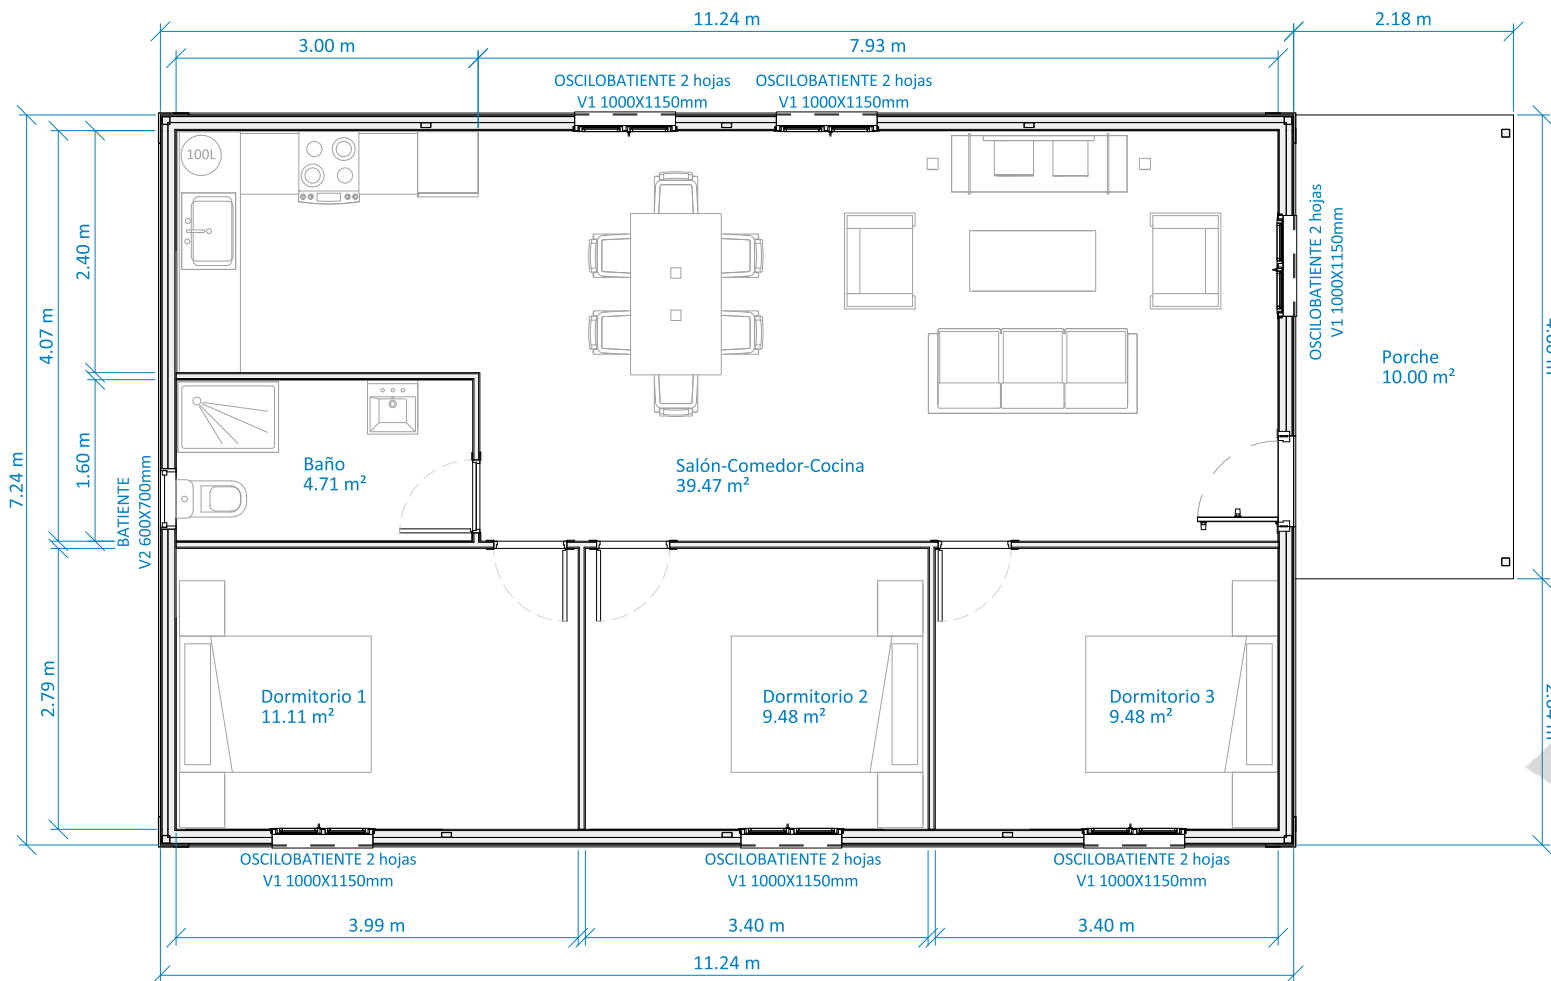 11.24 m
2.18 m
3.00 m
7.93 m
OSCILOBATIENTE 2 hojas
V1 1000X1150mm
OSCILOBATIENTE 2 hojas
V1 1000X1150mm
100L
2.40 m
4.07 m
7.24 m
1.60 m
2.79 m
BATIENTE
V2 600X700mm
OSCILOBATIENTE 2 hojas
V1 1000X1150mm
Porche
10.00 m²
Baño
4.71 m²
Salón-Comedor-Cocina
39.47 m²
Dormitorio 1
11.11 m²
Dormitorio 2
9.48 m²
Dormitorio 3
9.48 m²
OSCILOBATIENTE 2 hojas
V1 1000X1150mm
OSCILOBATIENTE 2 hojas
V1 1000X1150mm
OSCILOBATIENTE 2 hojas
V1 1000X1150mm
3.99 m
3.40 m
3.40 m
11.24 m